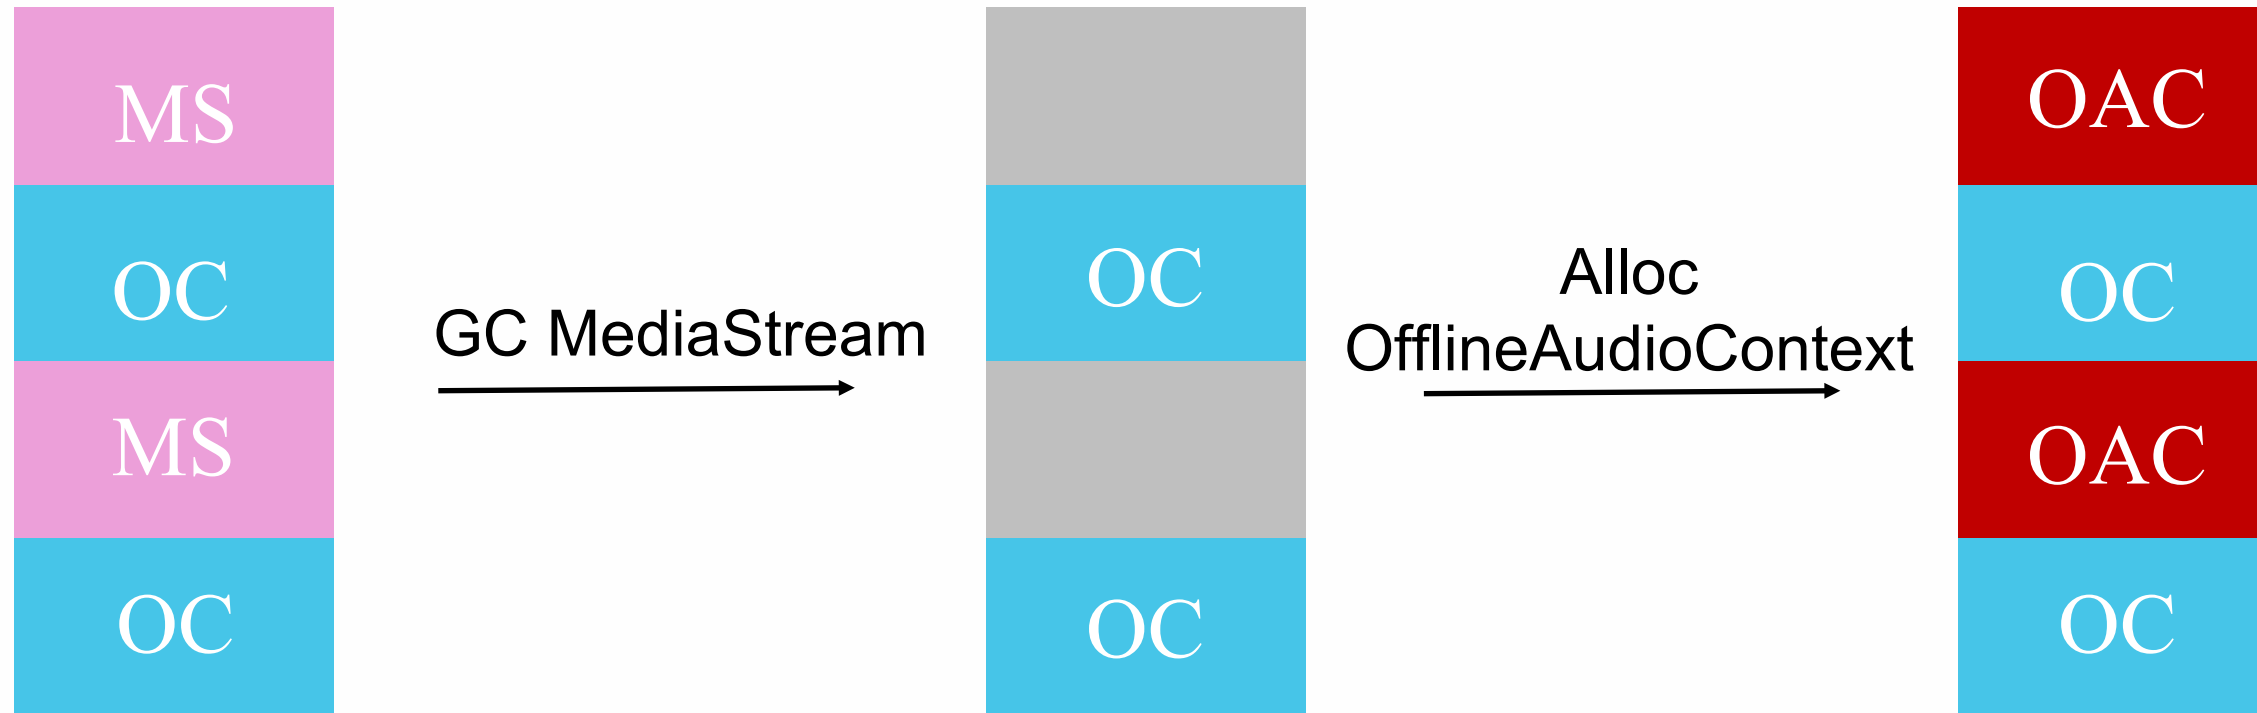 MS
OC
MS
OC
GC MediaStream
OC
OC
Alloc
OfflineAudioContext
OAC
OC
OAC
OC